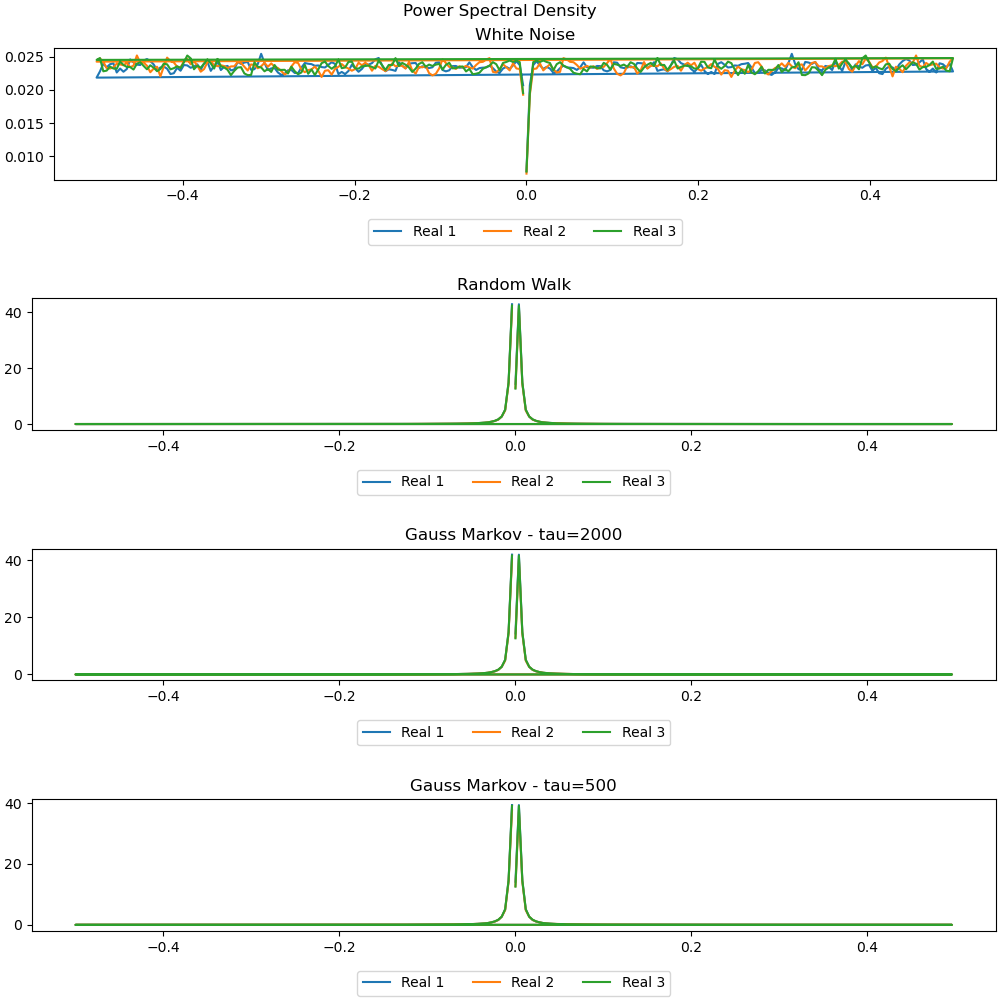 Power Spectral Density
White Noise
0.025
0.020
0.015
0.010
−0.4 −0.2 0.0 0.2 0.4
Real 1 Real 2 Real 3
Random Walk
40
20
0
−0.4 −0.2 0.0 0.2 0.4
Real 1 Real 2 Real 3
Gauss Markov - tau=2000
40
20
0
−0.4 −0.2 0.0 0.2 0.4
Real 1 Real 2 Real 3
Gauss Markov - tau=500
40
20
0
−0.4 −0.2 0.0 0.2 0.4
Real 1 Real 2 Real 3